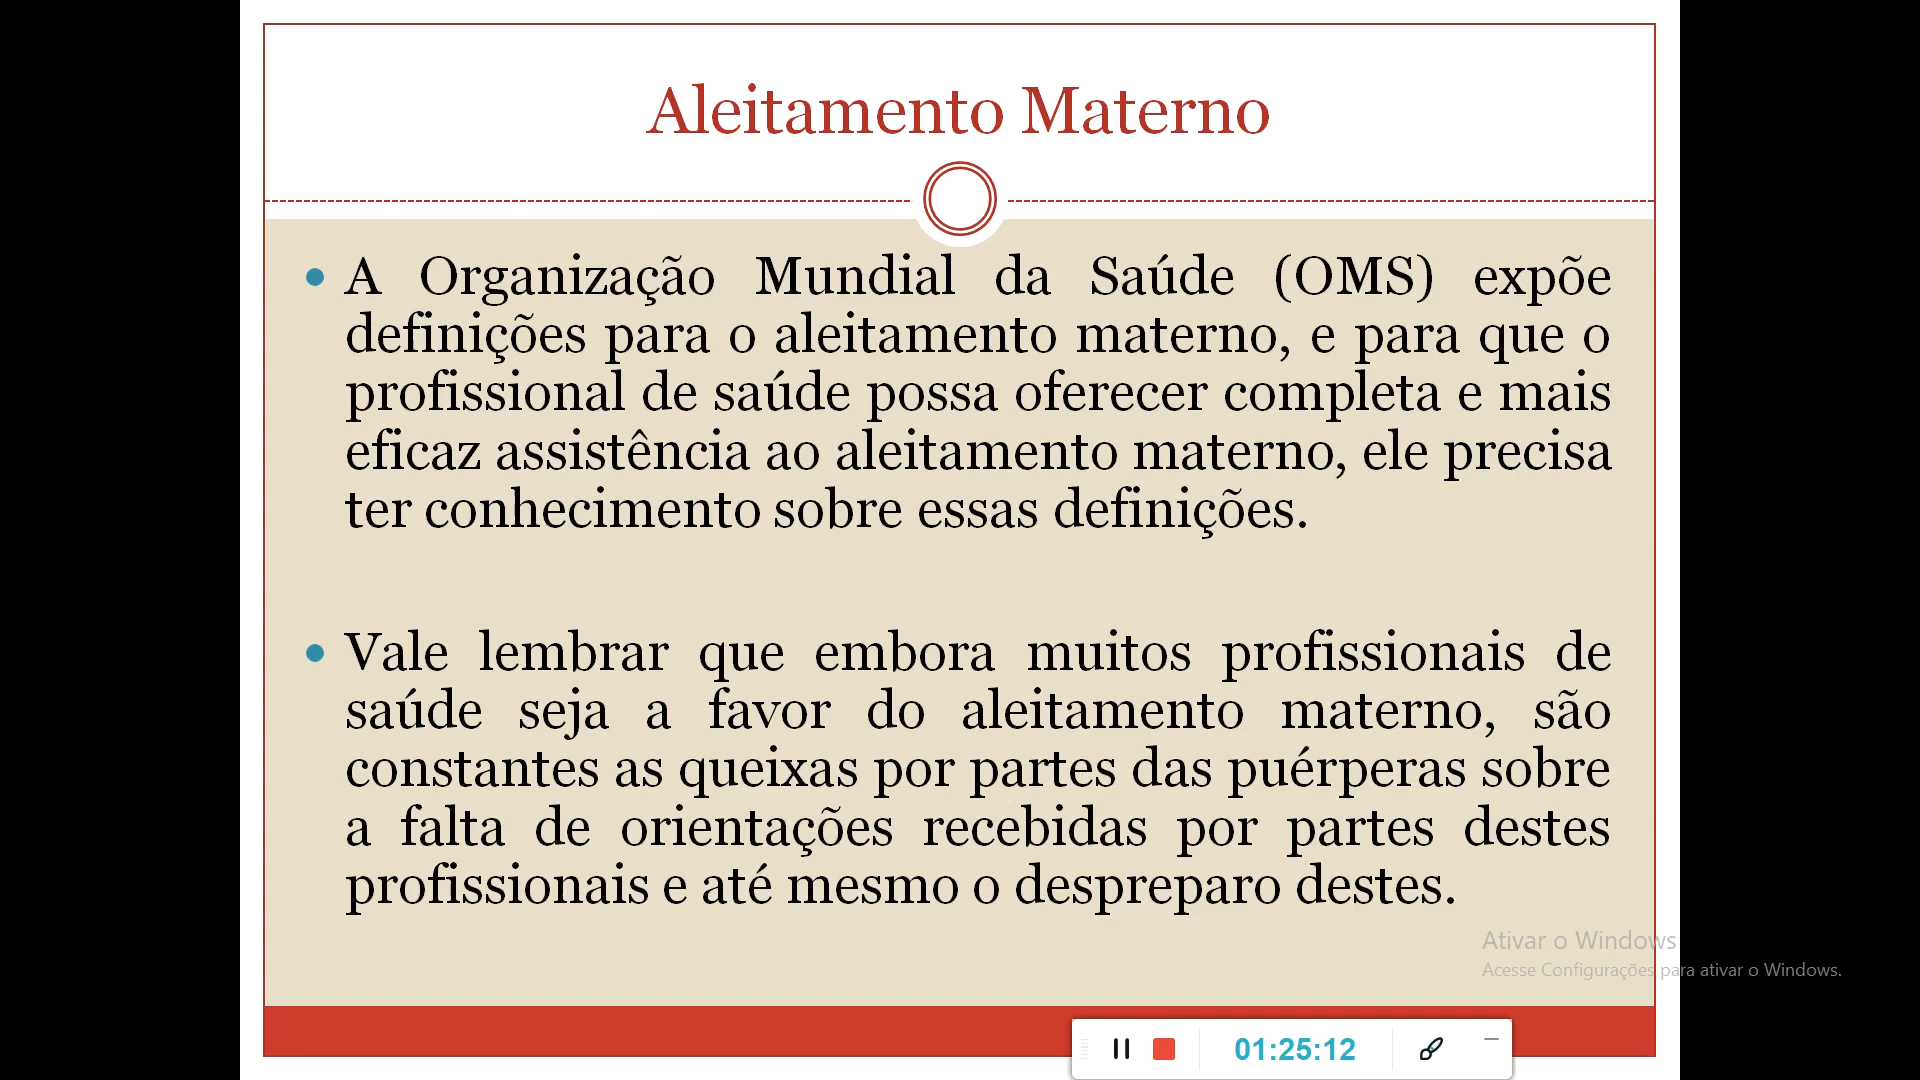 Aleitamento Materno
A Organização Mundial da Saúde (OMS) expõe
definições para o aleitamento materno, e para que o
profissional de saúde possa oferecer completa e mais
eficaz assistência ao aleitamento materno, ele precisa
ter conhecimento sobre essas definições.
Vale lembrar que embora muitos profissionais de
saúde seja a favor do aleitamento materno, são
constantes as queixas por partes das puérperas sobre
a falta de orientações recebidas por partes destes
profissionais e até mesmo o despreparo destes.
Ativar o Windows
Acesse Configurações para ativar o Windows.
01:25:12